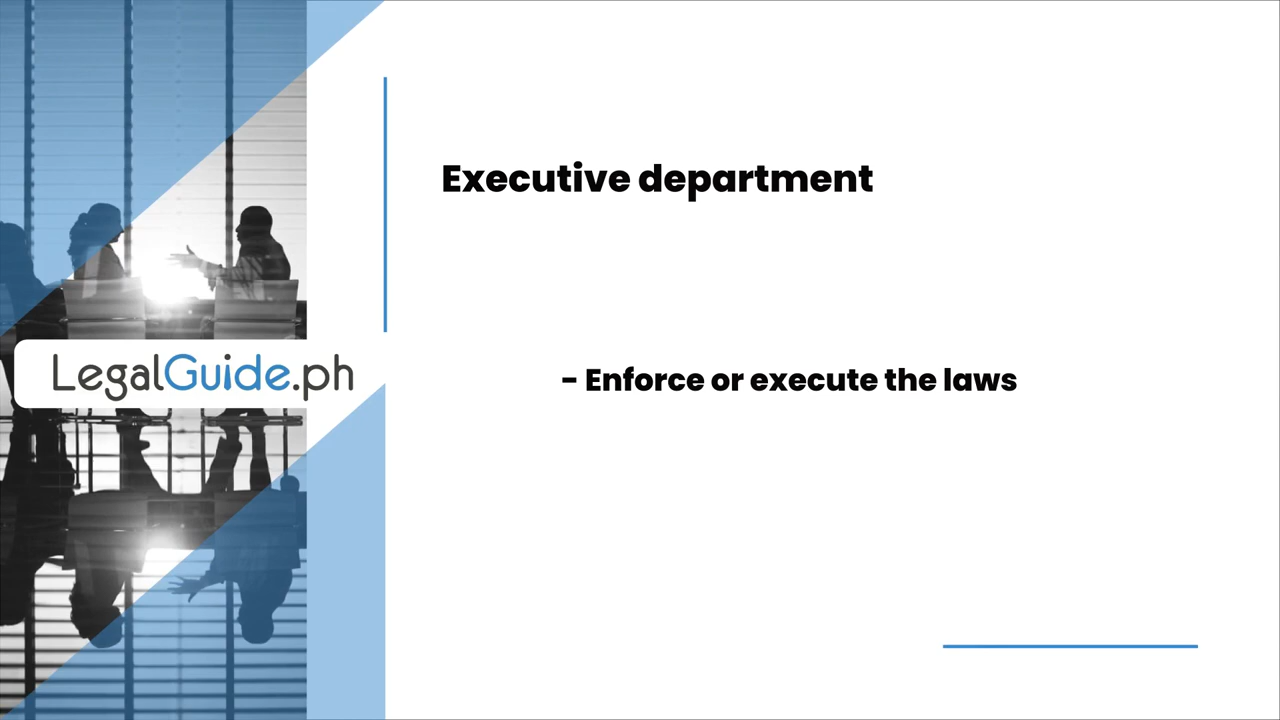 Executive department
LegalGuide.ph
- Enforce or execute the laws